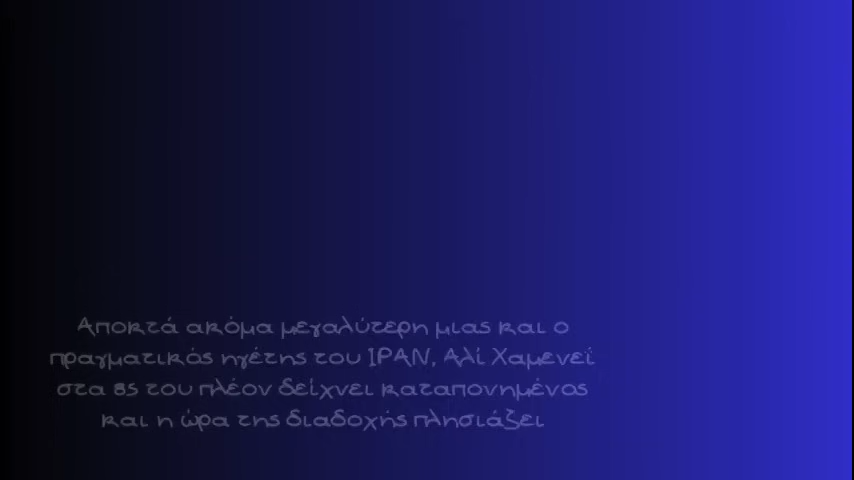 Αποκτά ακόμα μεγαλύτερη μιας και ο
πραγματικός ηγέτης του ΙΡΑΝ, Αλί Χαμενεϊ
στα 85 του πλέον δείχνει καταπονημένος
και η ώρα της διαδοχής πλησιάζει